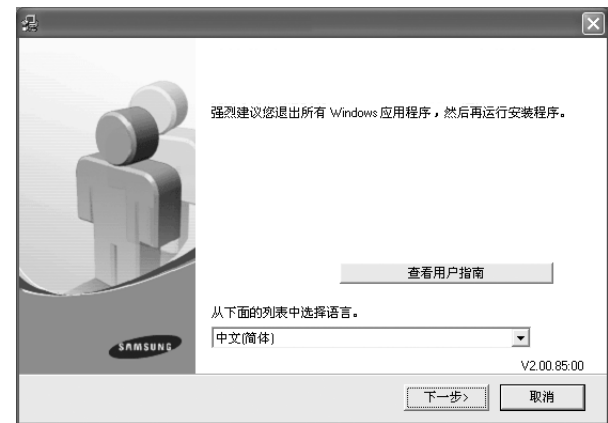 强烈建议您退出所有 Windows 应用程序，然后再运行安装程序。
查看用户指南
从下面的列表中选择语言。
中文(简体)
SAMSUNG
V2.00.85:00
下一步>
取消